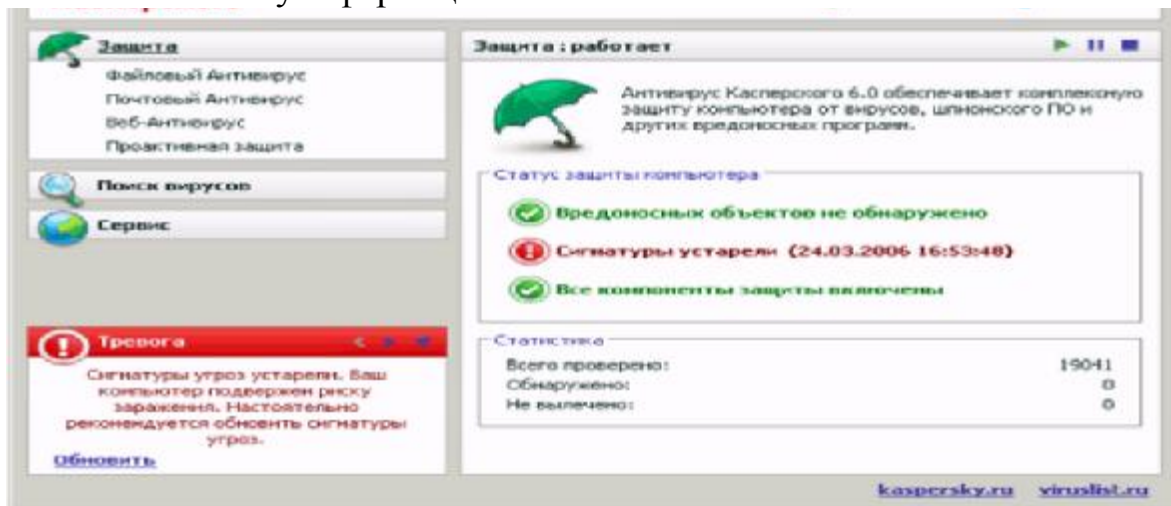 Защита
Файловый Антивирус
Почтовый Антивирус
Веб-Антивирус
Проактивная защита
Поиск вирусов
Сервис
Тревога
Сигнатуры угроз устарели. Ваш
компьютер подвержен риску
заражения. Настоятельно
рекомендуется обновить сигнатуры
угроз.
Обновить
Защита : работает
Антивирус Касперского 6.0 обеспечивает комплексную
защиту компьютера от вирусов, шпионского ПО и
других вредоносных программ.
Статус защиты компьютера
Вредоносных объектов не обнаружено
Сигнатуры устарели (24.03.2006 16:53:48)
Все компоненты защиты включены
Статистика
Всего проверено: 19041
Обнаружено: 0
Не вылечено: 0
kaspersky.ru viruslist.ru